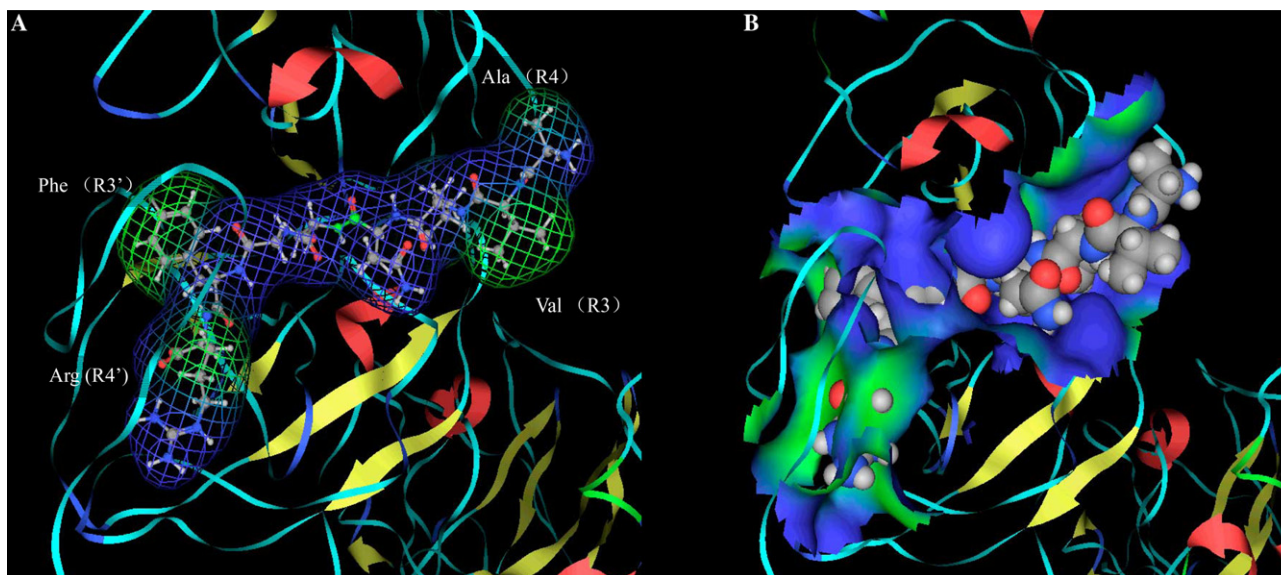 A
B
Ala (R4)
Phe (R3’)
Val (R3)
Arg (R4’)